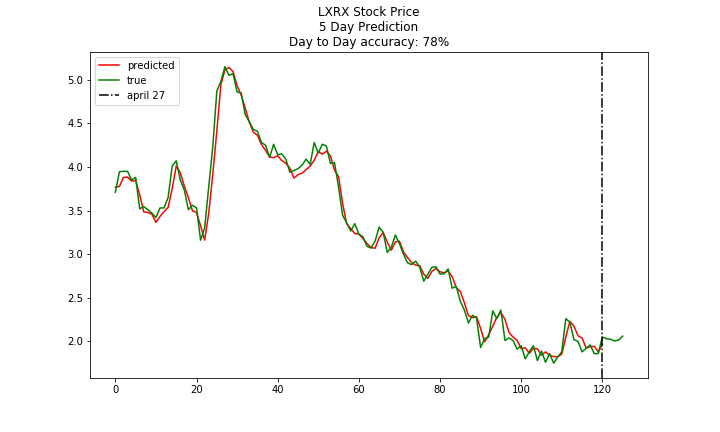 LXRX Stock Price
5 Day Prediction
Day to Day accuracy: 78%
predicted
true
april 27
5.0
4.5
4.0
3.5
3.0
2.5
2.0
0 20 40 60 80 100 120